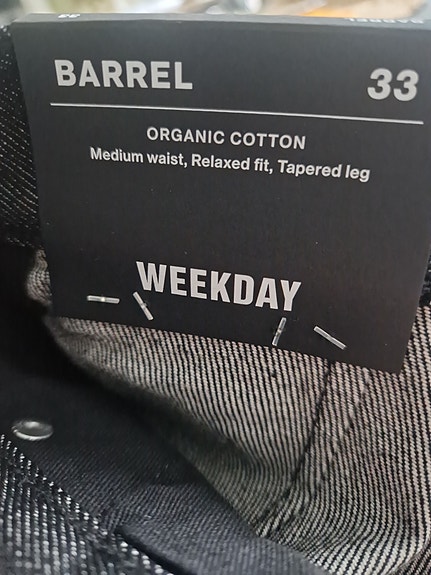 BARREL 33
ORGANIC COTTON
Medium waist, Relaxed fit, Tapered leg
WEEKDAY